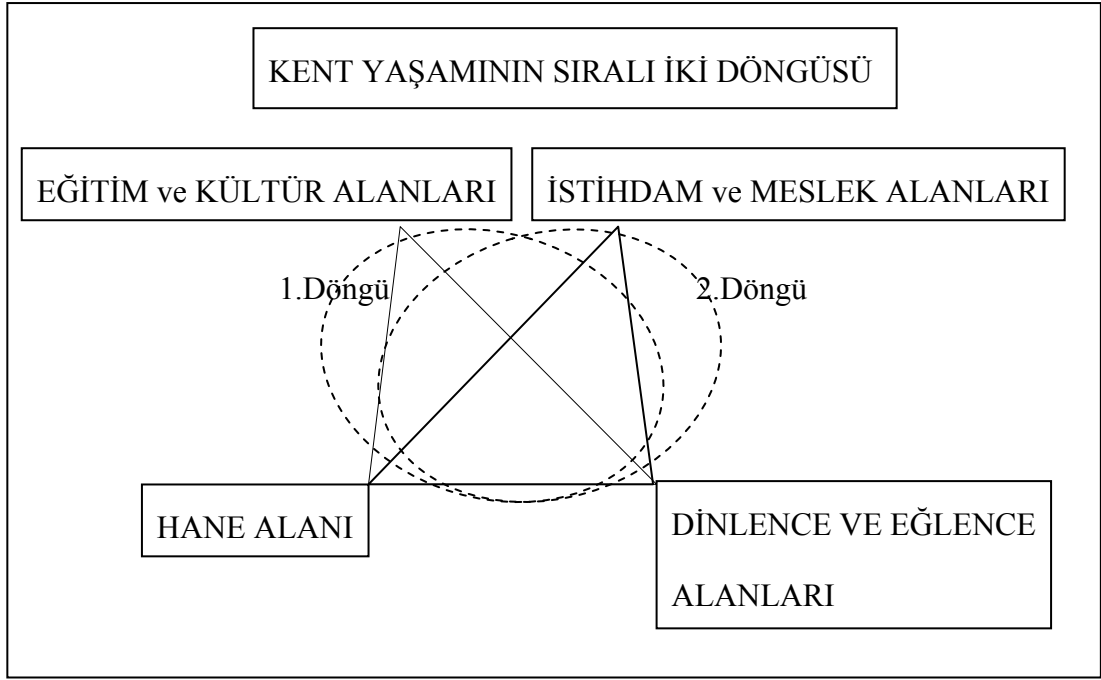 KENT YAŞAMININ SIRALI İKİ DÖNGÜSÜ
EĞİTİM ve KÜLTÜR ALANLARI
İSTİHDAM ve MESLEK ALANLARI
1.Döngü
2.Döngü
HANE ALANI
DİNLENCE VE EĞLENCE
ALANLARI